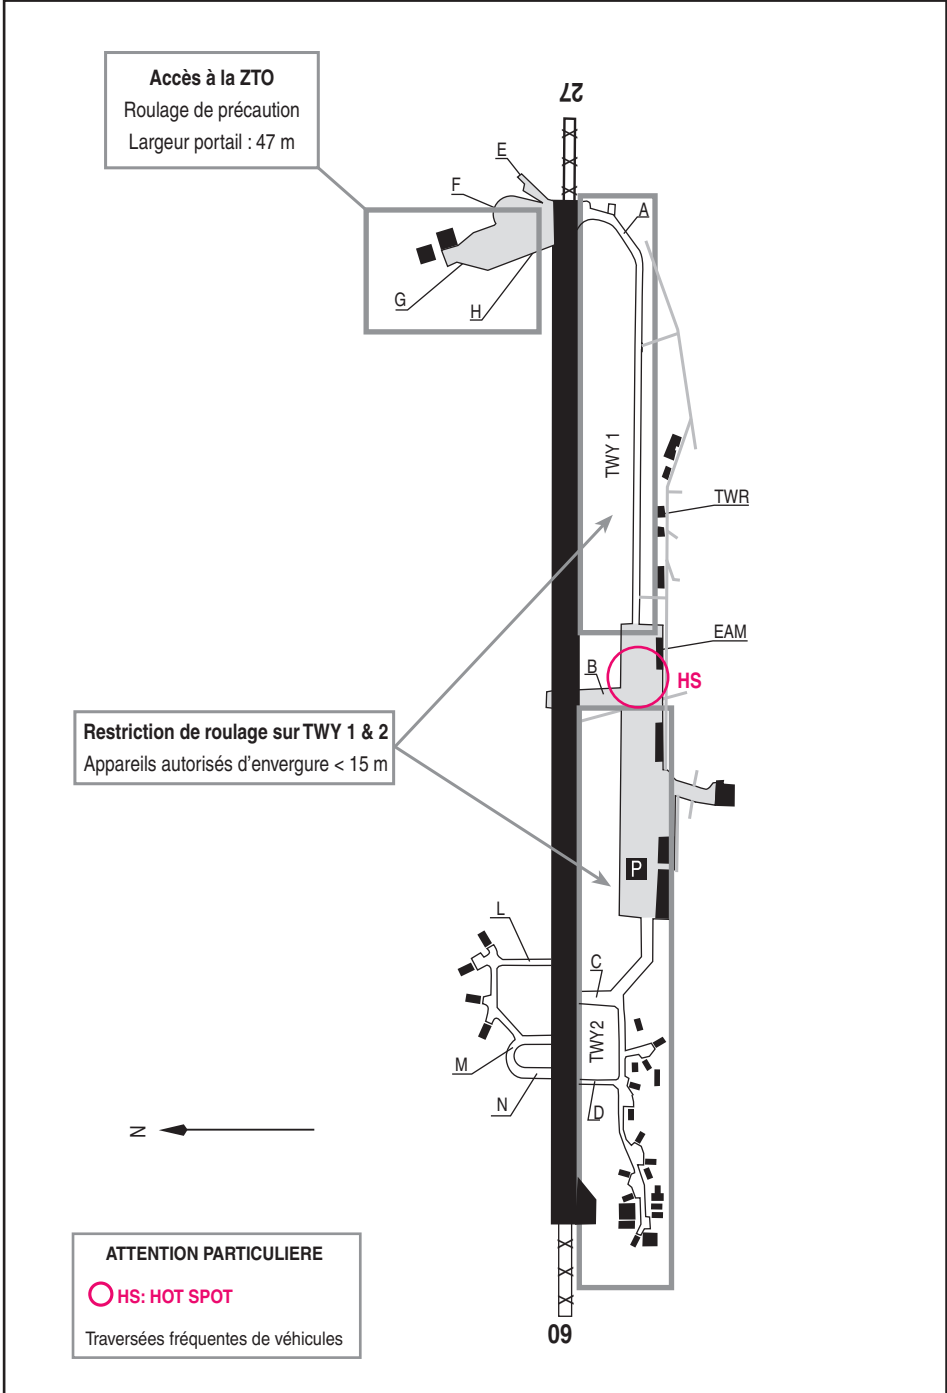 Accès à la ZTO
Roulage de précaution
Largeur portail : 47 m
27
E
F
A
G
H
TWY 1
TWR
EAM
B
HS
Restriction de roulage sur TWY 1 & 2
Appareils autorisés d'envergure < 15 m
P
L
C
TWY2
M
N
D
N
ATTENTION PARTICULIERE
HS: HOT SPOT
Traversées fréquentes de véhicules
09